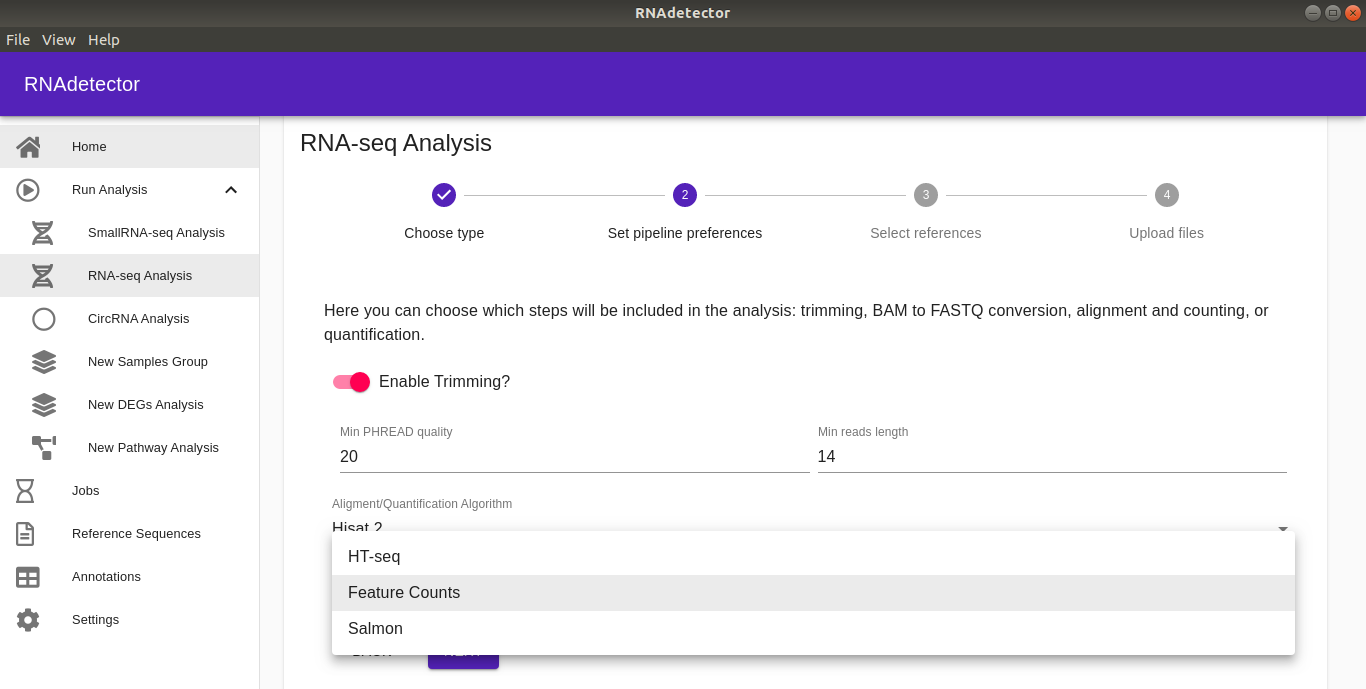 RNAdetector
File View Help
RNAdetector
Home
Run Analysis
SmallRNA-seq Analysis
RNA-seq Analysis
CircRNA Analysis
New Samples Group
New DEGs Analysis
New Pathway Analysis
Jobs
Reference Sequences
Annotations
Settings
RNA-seq Analysis
2 3 4
Choose type Set pipeline preferences Select references Upload files
Here you can choose which steps will be included in the analysis: trimming, BAM to FASTQ conversion, alignment and counting, or
quantification.
Enable Trimming?
Min PHREAD quality Min reads length
20 14
Aligment/Quantification Algorithm
Hisat 2
HT-seq
Feature Counts
Salmon